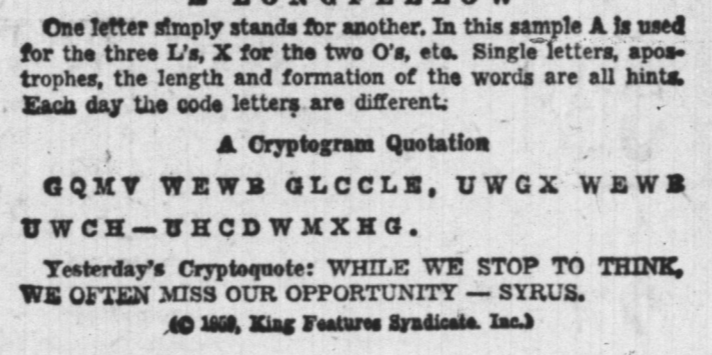 One letter simply stands for another. In this sample A is used
for the three L's, X for the two O's, etc. Single letters, apos-
trophes, the length and formation of the words are all hints.
Each day the code letters are different.
A Cryptogram Quotation
GQMV WEWB GLCCLE, UWGX WEWB
UWCH—UHCDWMXHG.
Yesterday's Cryptoquote: WHILE WE STOP TO THINK,
WE OFTEN MISS OUR OPPORTUNITY — SYRUS.
(© 1959, King Features Syndicate. Inc.)